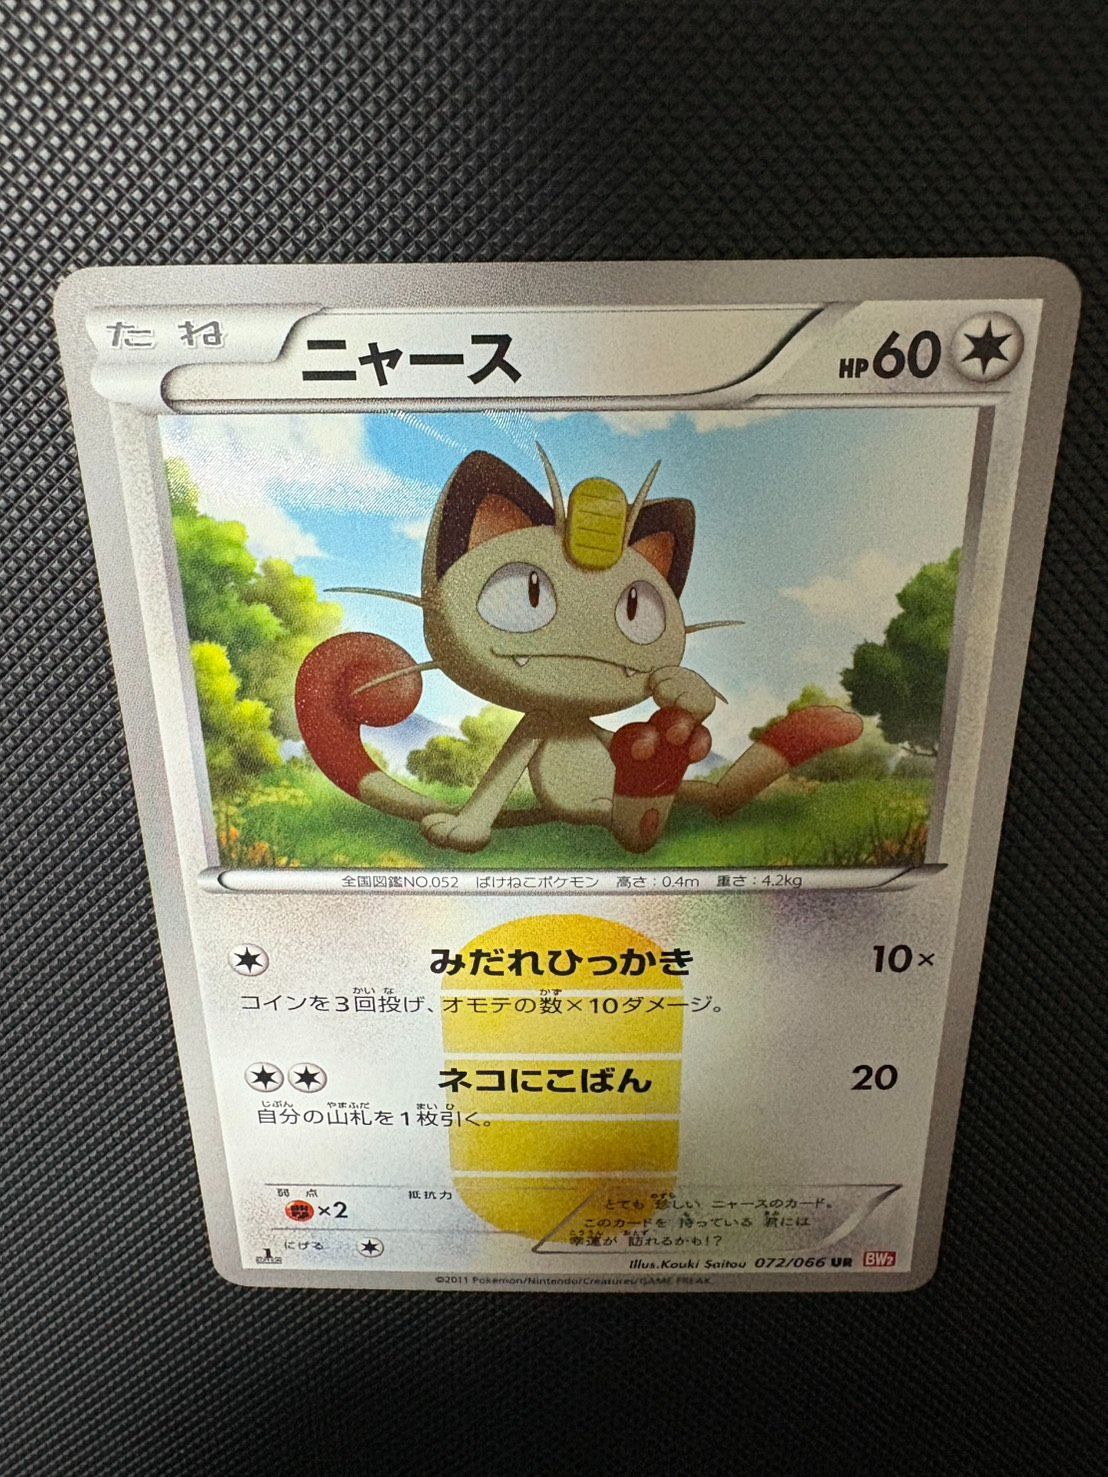 たね ニャース HP60
全国図鑑NO.052 ばけねこポケモン 高さ:0.4m 重さ:4.2kg
みだれひっかき 10×
コインを3回投げ、オモテの数×10ダメージ。
ネコにこばん 20
自分の山札を1枚引く。
弱点 抵抗力
×2
にげる
とても 珍しい ニャースのカード。
このカードを 持っている 君には
幸運が 訪れるかも!?
Illus.Kouki Saitou 072/066 UR BW2
©2011 Pokémon/Nintendo/Creatures/GAME FREAK.